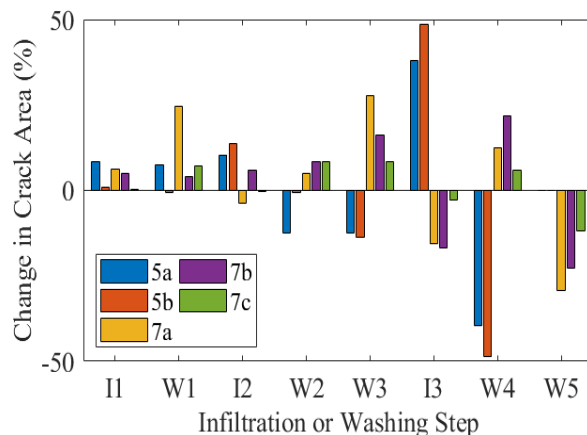 Change in Crack Area (%)
50
0
-50
5a 7b
5b 7c
7a
I1 W1 I2 W2 W3 I3 W4 W5
Infiltration or Washing Step